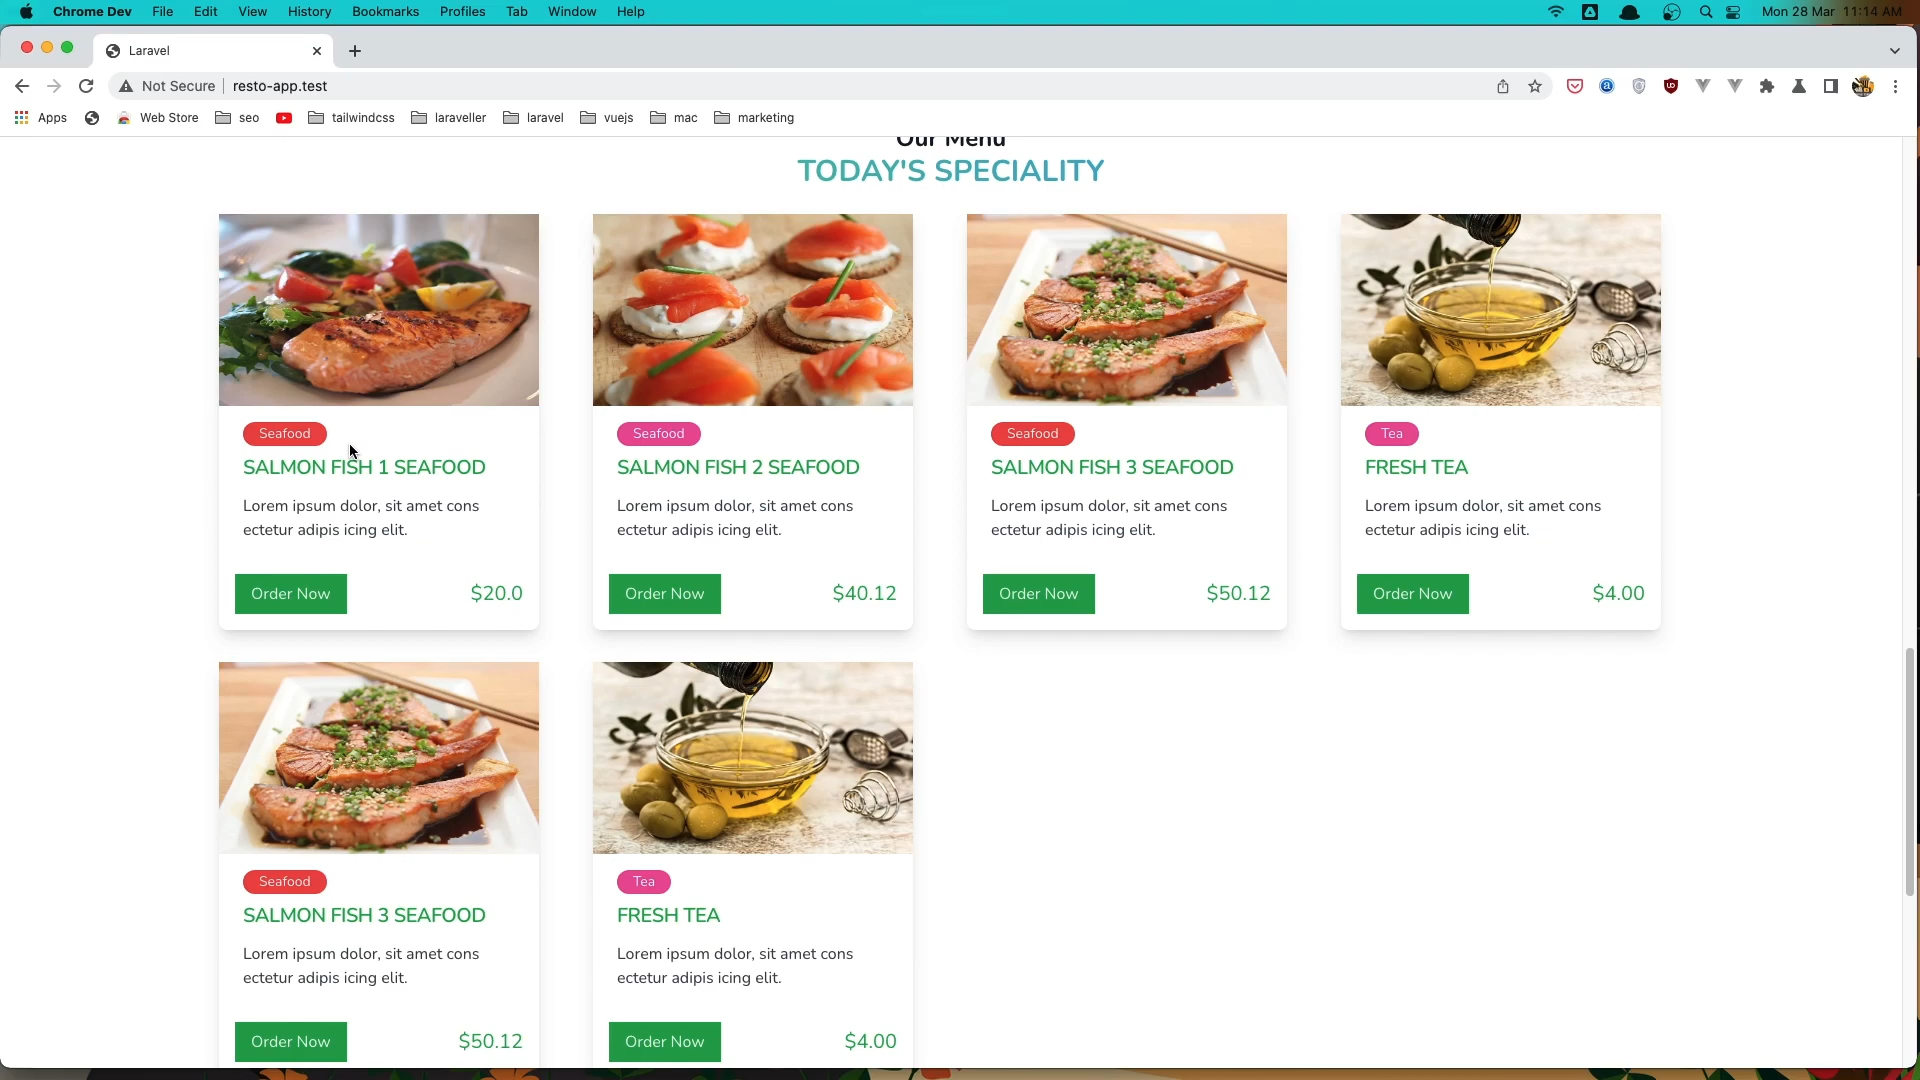 Chrome Dev File Edit View History Bookmarks Profiles Tab Window Help Mon 28 Mar 11:14 AM
Laravel
Not Secure resto-app.test
Apps Web Store seo tailwindcss laraveller laravel vuejs mac marketing
Our Menu
TODAY'S SPECIALITY
Seafood
SALMON FISH 1 SEAFOOD
Lorem ipsum dolor, sit amet cons
ectetur adipis icing elit.
Order Now $20.0
Seafood
SALMON FISH 2 SEAFOOD
Lorem ipsum dolor, sit amet cons
ectetur adipis icing elit.
Order Now $40.12
Seafood
SALMON FISH 3 SEAFOOD
Lorem ipsum dolor, sit amet cons
ectetur adipis icing elit.
Order Now $50.12
Tea
FRESH TEA
Lorem ipsum dolor, sit amet cons
ectetur adipis icing elit.
Order Now $4.00
Seafood
SALMON FISH 3 SEAFOOD
Lorem ipsum dolor, sit amet cons
ectetur adipis icing elit.
Order Now $50.12
Tea
FRESH TEA
Lorem ipsum dolor, sit amet cons
ectetur adipis icing elit.
Order Now $4.00